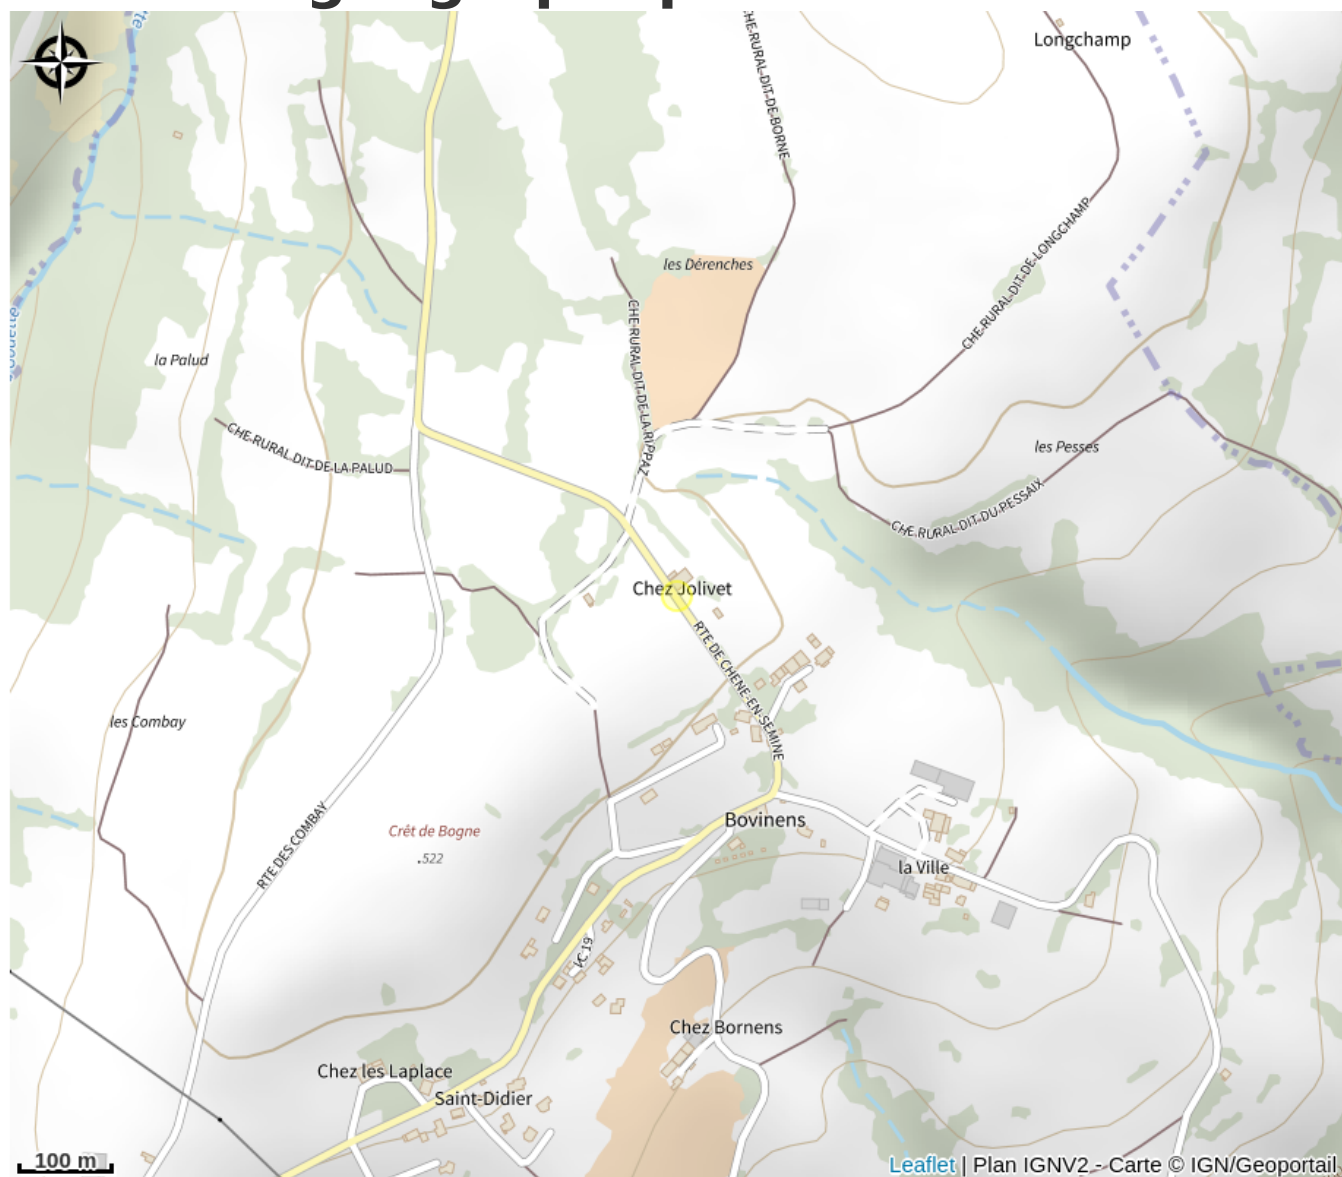 Longchamp
CHE-RURAL-DIT-DE-BORNE
CHE-RURAL-DIT-DE-LONGCHAMP
les Dérenches
CHE-RURAL-DIT-DE-LA-RIPPAZ
la Palud
CHE-RURAL-DIT-DE-LA-PALUD
les Pesses
CHE-RURAL-DIT-DU-PESSAIX
Chez Jolivet
RTE-DE-CHENE-EN-SEMINE
les Combay
RTE DES COMBAY
Crêt de Bogne
522
Bovinens
la Ville
VC 19
Chez Bornens
Chez les Laplace
Saint-Didier
100 m
Leaflet | Plan IGNV2 - Carte © IGN/Geoportail